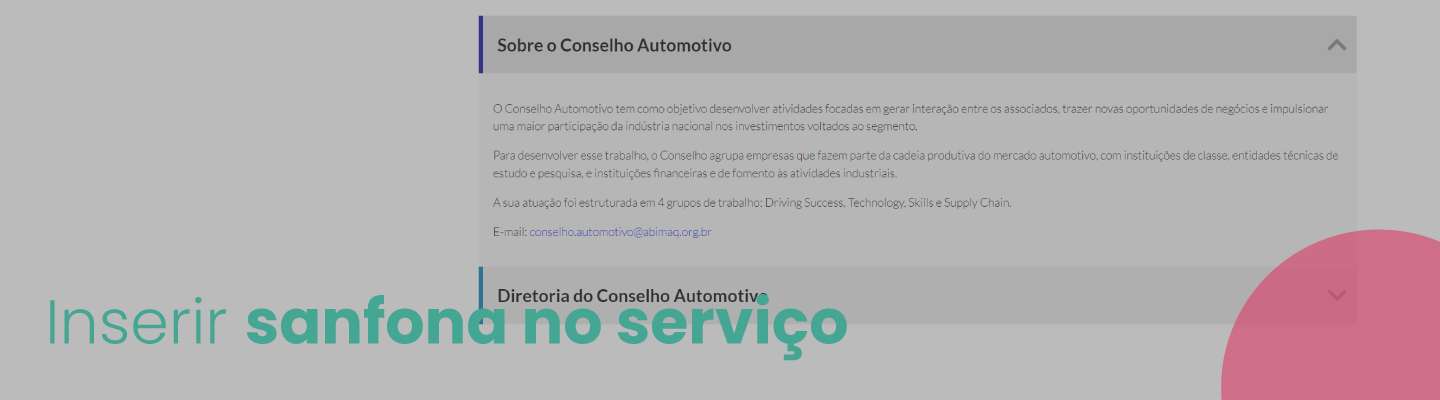 Sobre o Conselho Automotivo
O Conselho Automotivo tem como objetivo desenvolver atividades focadas em gerar interação entre os associados, trazer novas oportunidades de negócios e impulsionar
uma maior participação da indústria nacional nos investimentos voltados ao segmento.
Para desenvolver esse trabalho, o Conselho agrupa empresas que fazem parte da cadeia produtiva do mercado automotivo, com instituições de classe, entidades técnicas de
estudo e pesquisa, e instituições financeiras e de fomento às atividades industriais.
A sua atuação foi estruturada em 4 grupos de trabalho: Driving Success, Technology, Skills e Supply Chain.
E-mail: conselho.automotivo@abimaq.org.br
Diretoria do Conselho Automotivo
Inserir sanfona no serviço